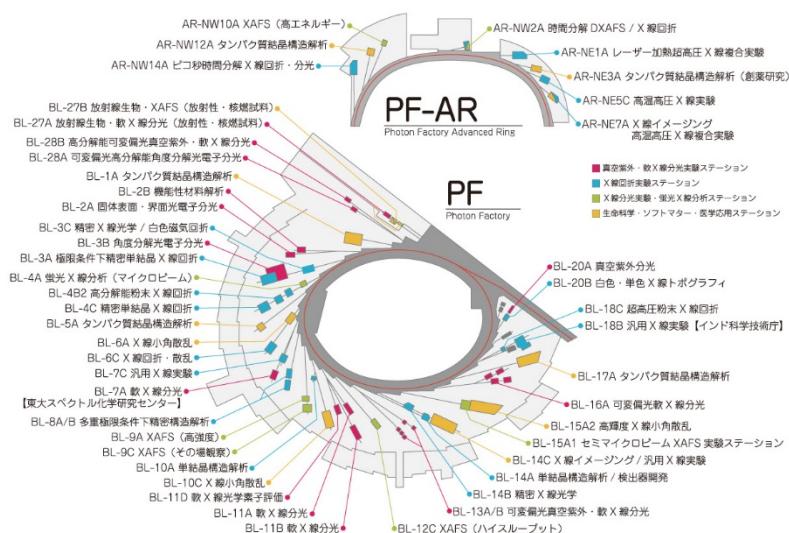 AR-NW10A XAFS（高エネルギー）
AR-NW12A タンパク質結晶構造解析
AR-NW14A ピコ秒時間分解 X 線回折・分光
AR-NW2A 時間分解 DXAFS / X 線回折
AR-NE1A レーザー加熱超高圧 X 線複合実験
AR-NE3A タンパク質結晶構造解析（創薬研究）
AR-NE5C 高温高圧 X 線実験
AR-NE7A X 線イメージング
高温高圧 X 線複合実験
PF-AR
Photon Factory Advanced Ring
PF
Photon Factory
真空紫外・軟X線分光実験ステーション
X線回折実験ステーション
X線分光実験・蛍光X線分析ステーション
生命科学・ソフトマター・医学応用ステーション
BL-27B 放射線生物・XAFS（放射性・核燃試料）
BL-27A 放射線生物・軟 X 線分光（放射性・核燃試料）
BL-28B 高分解能可変偏光真空紫外・軟 X 線分光
BL-28A 可変偏光高分解能角度分解光電子分光
BL-1A タンパク質結晶構造解析
BL-2B 機能性材料解析
BL-2A 固体表面・界面光電子分光
BL-3C 精密 X 線光学 / 白色磁気回折
BL-3B 角度分解光電子分光
BL-3A 極限条件下精密単結晶 X 線回折
BL-4A 蛍光 X 線分析（マイクロビーム）
BL-4B2 高分解能粉末 X 線回折
BL-4C 精密単結晶 X 線回折
BL-5A タンパク質結晶構造解析
BL-6A X 線小角散乱
BL-6C X 線回折・散乱
BL-7C 汎用 X 線実験
BL-7A 軟 X 線分光
【東大スペクトル化学研究センター】
BL-8A/B 多重極限条件下精密構造解析
BL-9A XAFS（高強度）
BL-9C XAFS（その場観察）
BL-10A 単結晶構造解析
BL-10C X 線小角散乱
BL-11D 軟 X 線光学素子評価
BL-11A 軟 X 線分光
BL-11B 軟 X 線分光
BL-12C XAFS（ハイスループット）
BL-13A/B 可変偏光真空紫外・軟 X 線分光
BL-14B 精密 X 線光学
BL-14A 単結晶構造解析 / 検出器開発
BL-14C X 線イメージング / 汎用 X 線実験
BL-15A1 セミマイクロビーム XAFS 実験ステーション
BL-15A2 高輝度 X 線小角散乱
BL-16A 可変偏光軟 X 線分光
BL-17A タンパク質結晶構造解析
BL-18B 汎用 X 線実験【インド科学技術庁】
BL-18C 超高圧粉末 X 線回折
BL-20B 白色・単色 X 線トポグラフィ
BL-20A 真空紫外分光